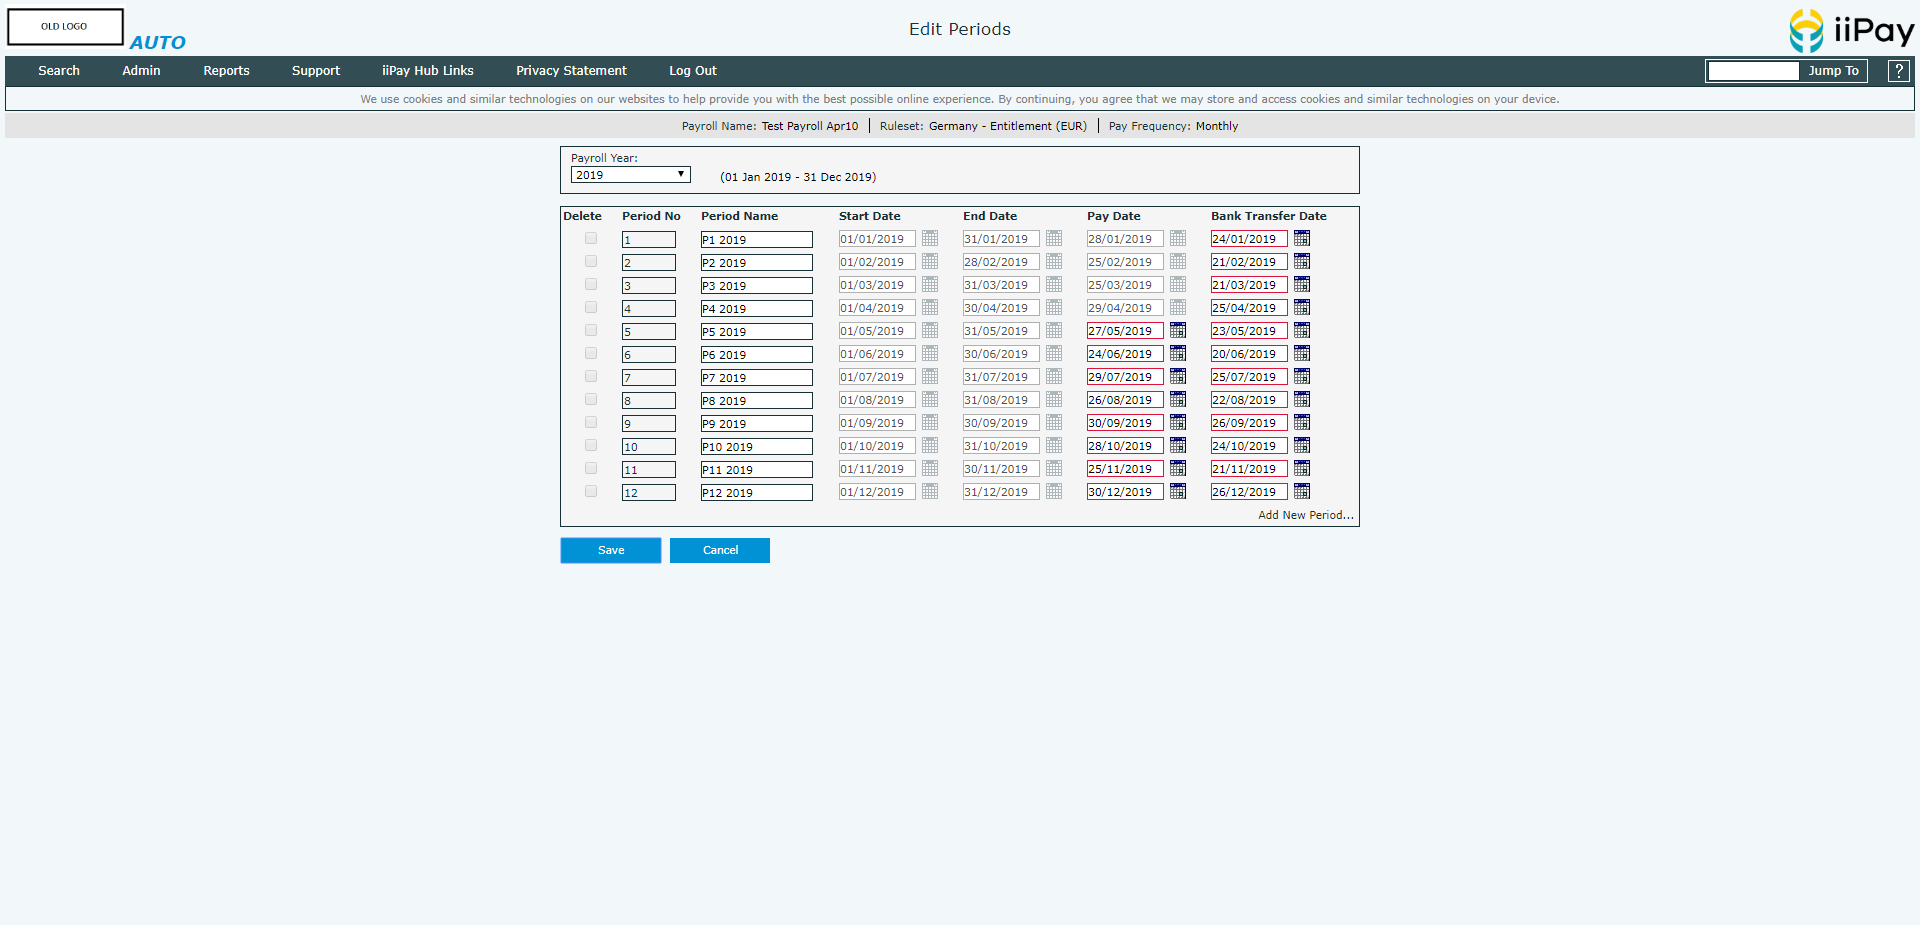 OLD LOGO
AUTO
Edit Periods
iiPay
Search Admin Reports Support iiPay Hub Links Privacy Statement Log Out Jump To ?
We use cookies and similar technologies on our websites to help provide you with the best possible online experience. By continuing, you agree that we may store and access cookies and similar technologies on your device.
Payroll Name: Test Payroll Apr10 | Ruleset: Germany - Entitlement (EUR) | Pay Frequency: Monthly
Payroll Year:
2019 (01 Jan 2019 - 31 Dec 2019)
Delete Period No Period Name Start Date End Date Pay Date Bank Transfer Date
1 P1 2019 01/01/2019 31/01/2019 28/01/2019 24/01/2019
2 P2 2019 01/02/2019 28/02/2019 25/02/2019 21/02/2019
3 P3 2019 01/03/2019 31/03/2019 25/03/2019 21/03/2019
4 P4 2019 01/04/2019 30/04/2019 29/04/2019 25/04/2019
5 P5 2019 01/05/2019 31/05/2019 27/05/2019 23/05/2019
6 P6 2019 01/06/2019 30/06/2019 24/06/2019 20/06/2019
7 P7 2019 01/07/2019 31/07/2019 29/07/2019 25/07/2019
8 P8 2019 01/08/2019 31/08/2019 26/08/2019 22/08/2019
9 P9 2019 01/09/2019 30/09/2019 30/09/2019 26/09/2019
10 P10 2019 01/10/2019 31/10/2019 28/10/2019 24/10/2019
11 P11 2019 01/11/2019 30/11/2019 25/11/2019 21/11/2019
12 P12 2019 01/12/2019 31/12/2019 30/12/2019 26/12/2019
Add New Period...
Save Cancel